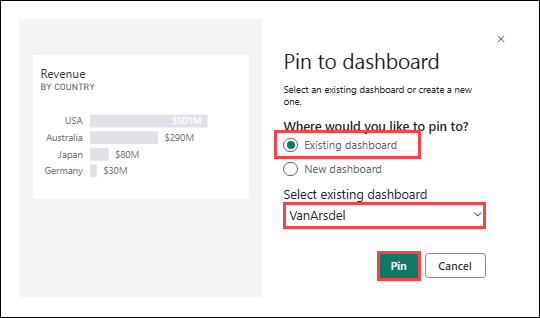 Revenue
BY COUNTRY
USA $501M
Australia $290M
Japan $80M
Germany $30M
Pin to dashboard
Select an existing dashboard or create a new
one.
Where would you like to pin to?
Existing dashboard
New dashboard
Select existing dashboard
VanArsdel
Pin Cancel